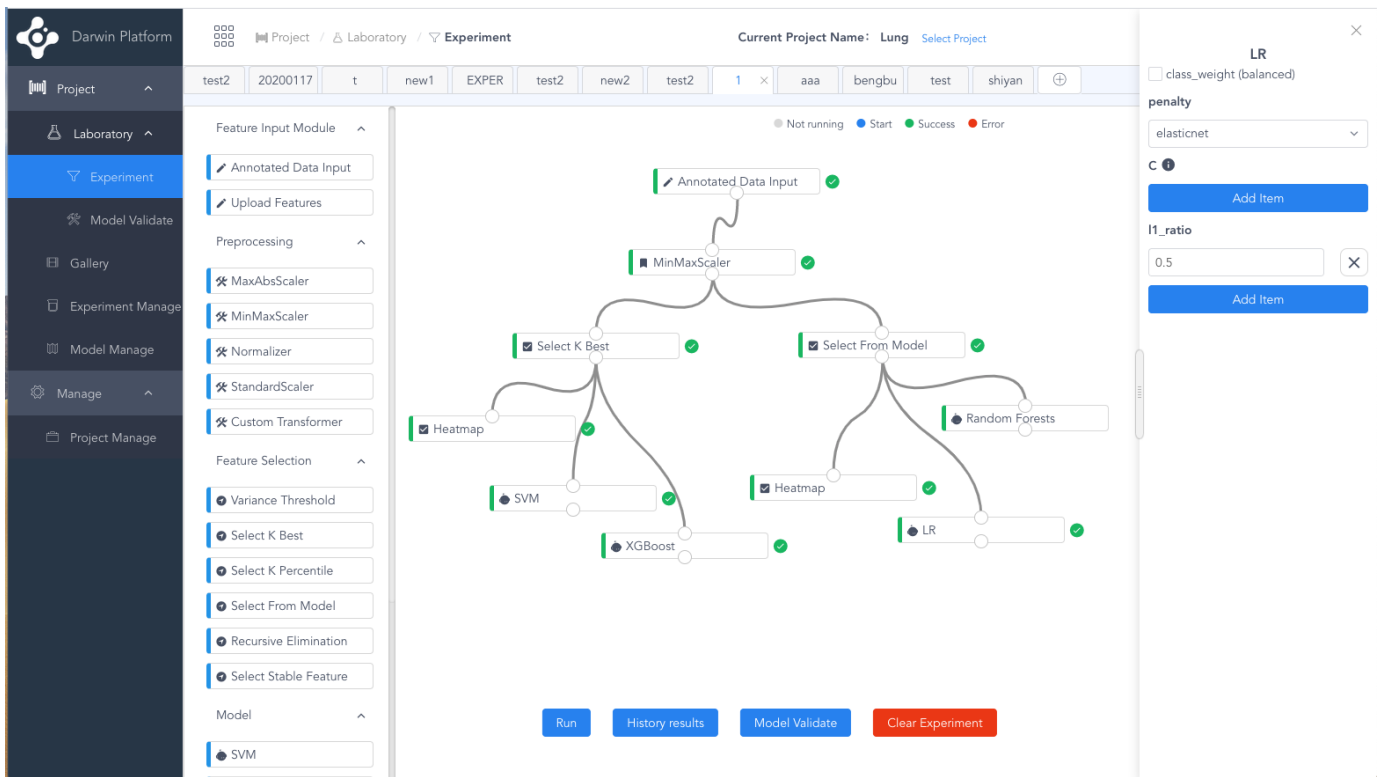 Darwin Platform
Project / Laboratory / Experiment
Current Project Name: Lung Select Project
test2 20200117 t new1 EXPER test2 new2 test2 1 × aaa bengbu test shiyan
Project
Laboratory
Experiment
Model Validate
Gallery
Experiment Manage
Model Manage
Manage
Project Manage
Feature Input Module
Annotated Data Input
Upload Features
Preprocessing
MaxAbsScaler
MinMaxScaler
Normalizer
StandardScaler
Custom Transformer
Feature Selection
Variance Threshold
Select K Best
Select K Percentile
Select From Model
Recursive Elimination
Select Stable Feature
Model
SVM
Not running Start Success Error
Annotated Data Input
MinMaxScaler
Select K Best
Select From Model
Heatmap
Random Forests
SVM
Heatmap
XGBoost
LR
Run History results Model Validate Clear Experiment
LR
class_weight (balanced)
penalty
elasticnet
C
Add Item
l1_ratio
0.5
Add Item